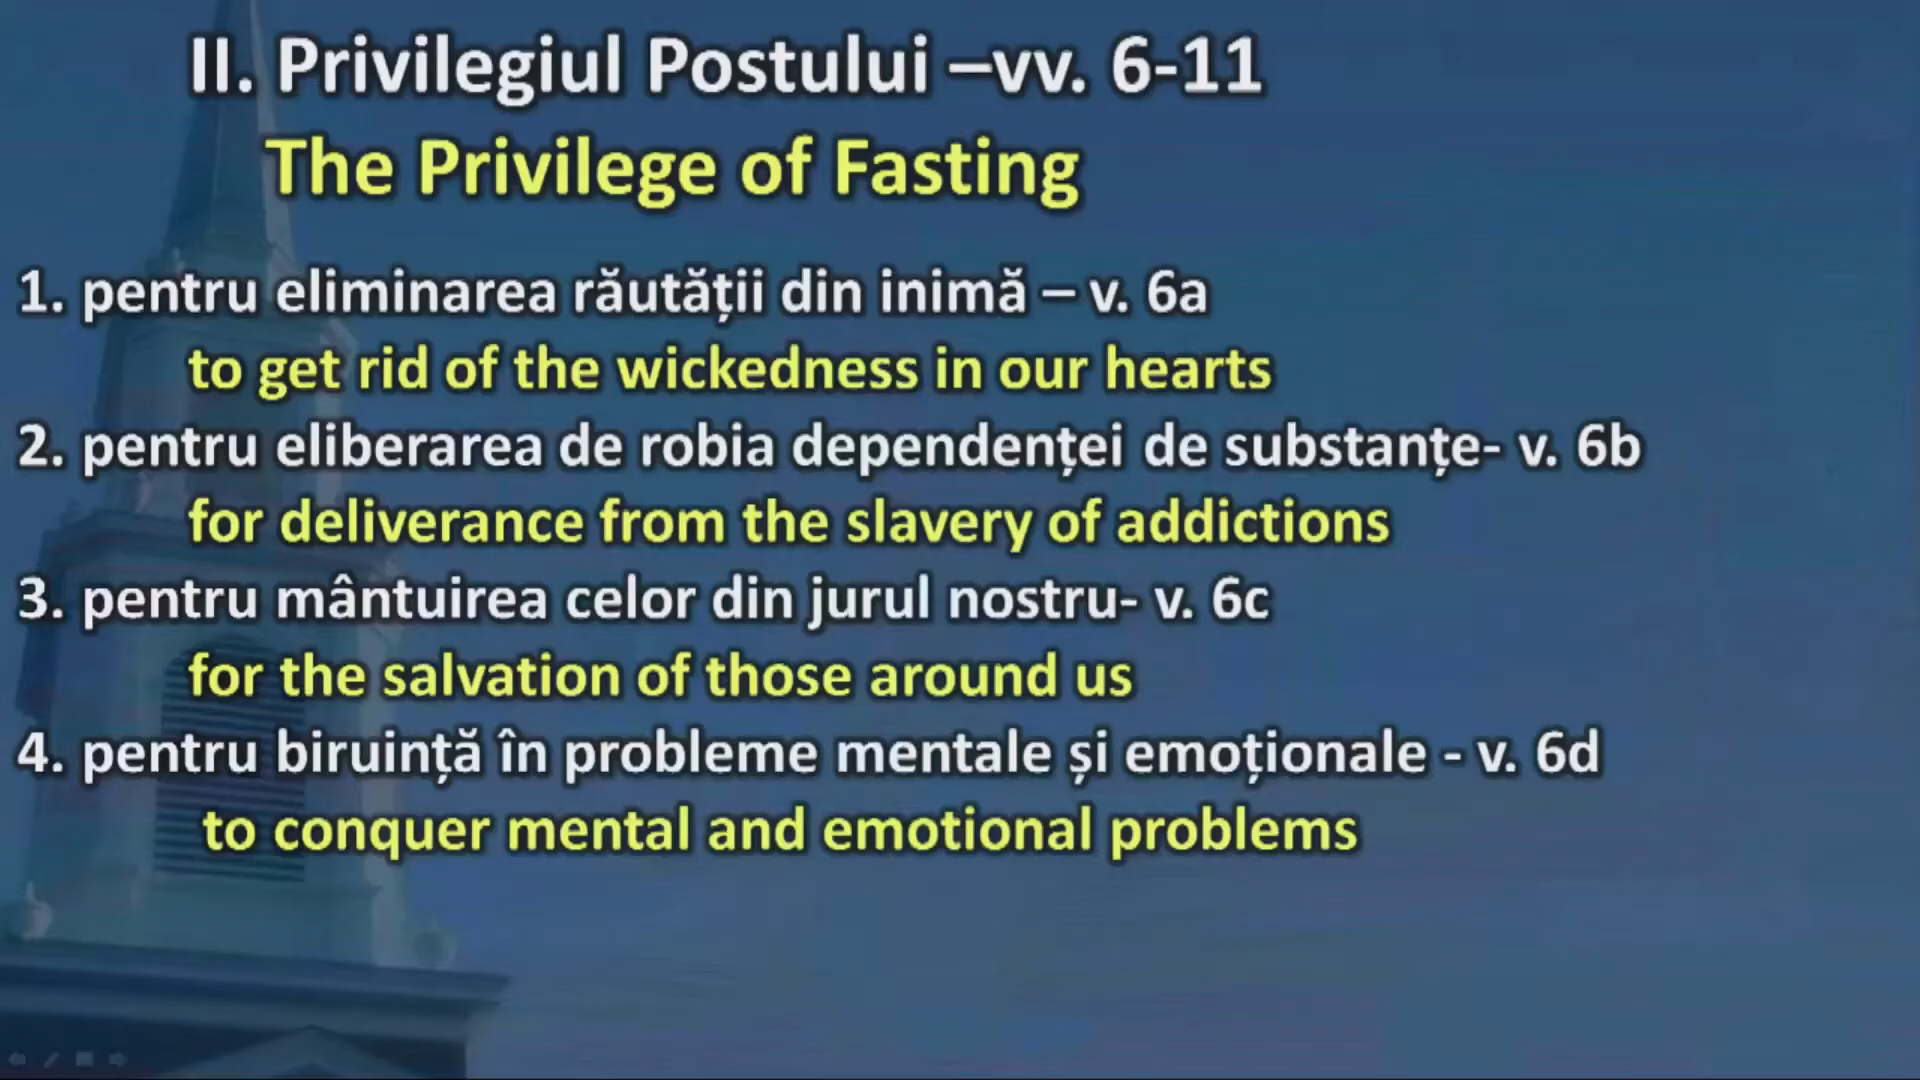 II. Privilegiul Postului –vv. 6-11
The Privilege of Fasting
1. pentru eliminarea răutății din inimă – v. 6a
to get rid of the wickedness in our hearts
2. pentru eliberarea de robia dependenței de substanțe- v. 6b
for deliverance from the slavery of addictions
3. pentru mântuirea celor din jurul nostru- v. 6c
for the salvation of those around us
4. pentru biruință în probleme mentale și emoționale - v. 6d
to conquer mental and emotional problems